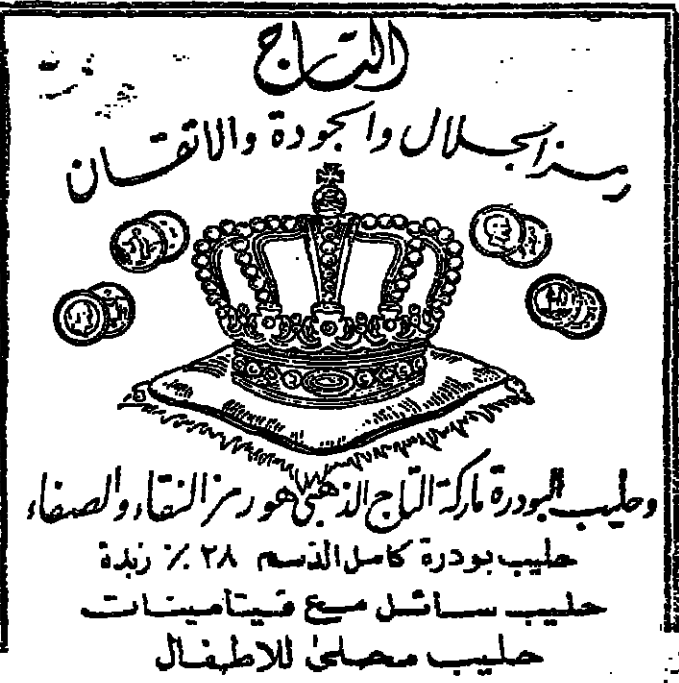 التاج
رمز الجلال والجودة والاتقان
وحليب البودرة ماركة التاج الذهبي هو رمز النقاء والصفاء
حليب بودرة كامل الدسم ٢٨ ٪ زبدة
حليب سائل مع فيتامينات
حليب محلى للاطفال